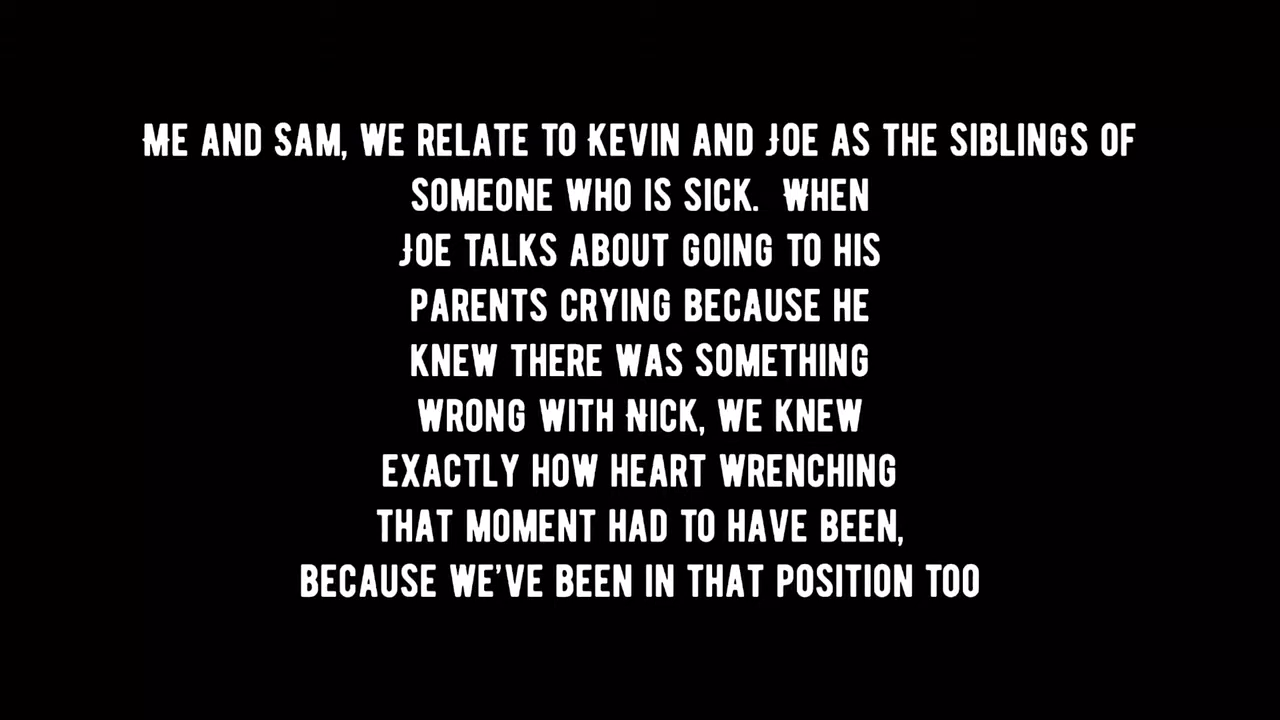 Me and Sam, we relate to Kevin and Joe as the siblings of
someone who is sick.  When
Joe talks about going to his
parents crying because he
knew there was something
wrong with Nick, we knew
exactly how heart wrenching
that moment had to have been,
because we've been in that position too